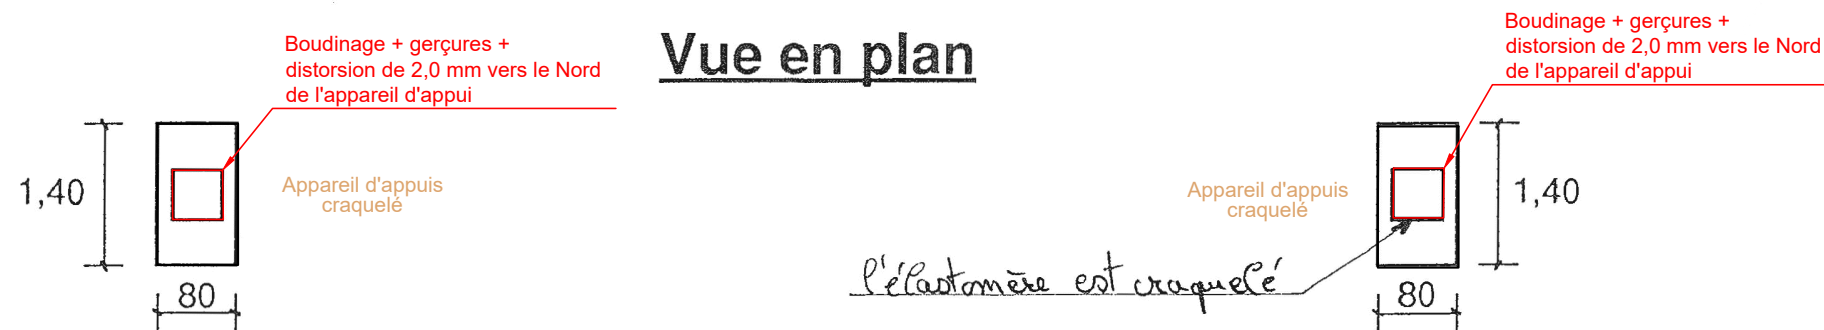 Boudinage + gerçures +
distorsion de 2,0 mm vers le Nord
de l'appareil d'appui
Vue en plan
Boudinage + gerçures +
distorsion de 2,0 mm vers le Nord
de l'appareil d'appui
1,40
Appareil d'appuis
craquelé
Appareil d'appuis
craquelé
1,40
l'élastomère est craquelé
80
80